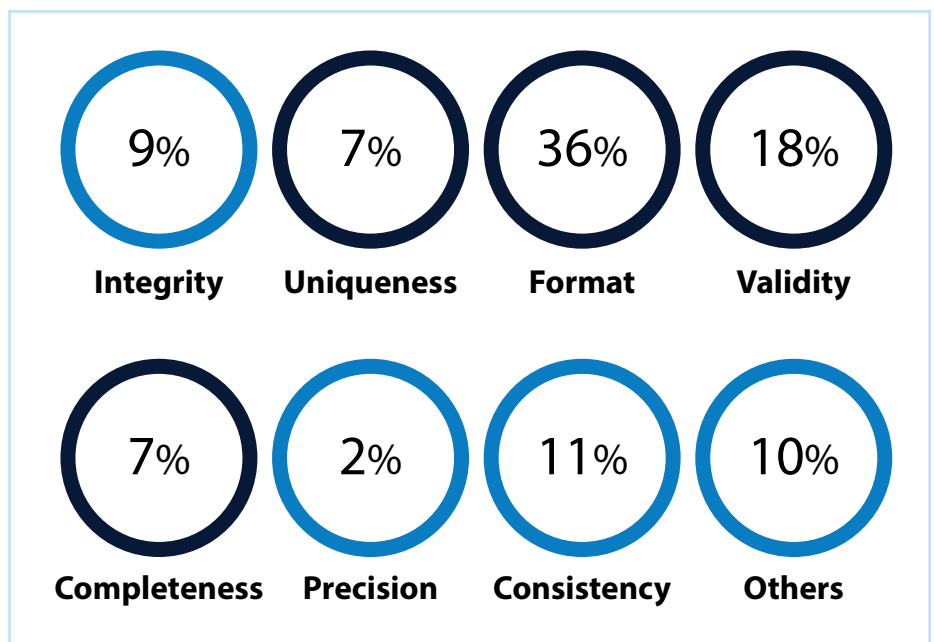 9% 7% 36% 18%
Integrity Uniqueness Format Validity
7% 2% 11% 10%
Completeness Precision Consistency Others